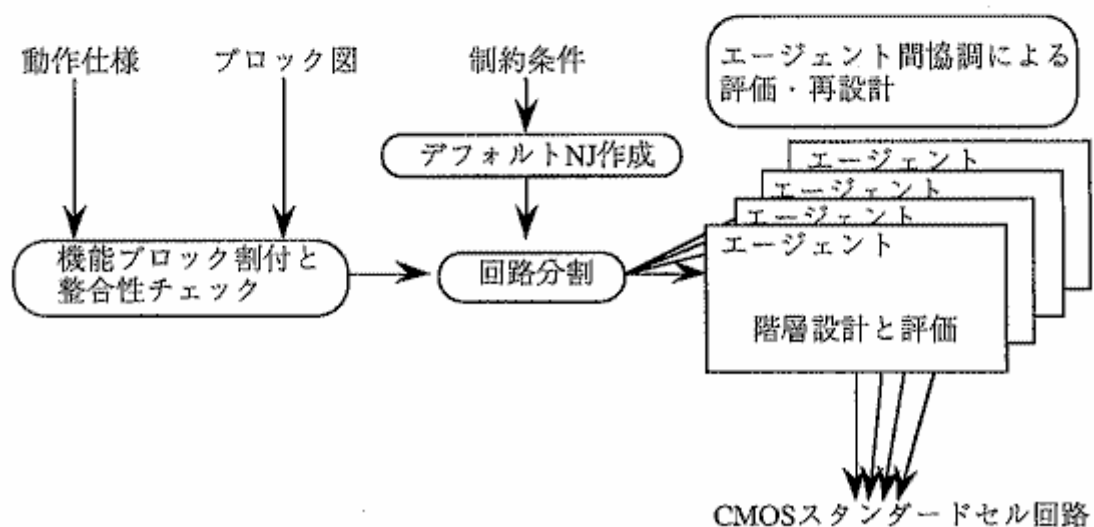 動作仕様
ブロック図
制約条件
エージェント間協調による
評価・再設計
デフォルトNJ作成
エージェント
エージェント
エージェント
エージェント
機能ブロック割付と
整合性チェック
回路分割
階層設計と評価
CMOSスタンダードセル回路